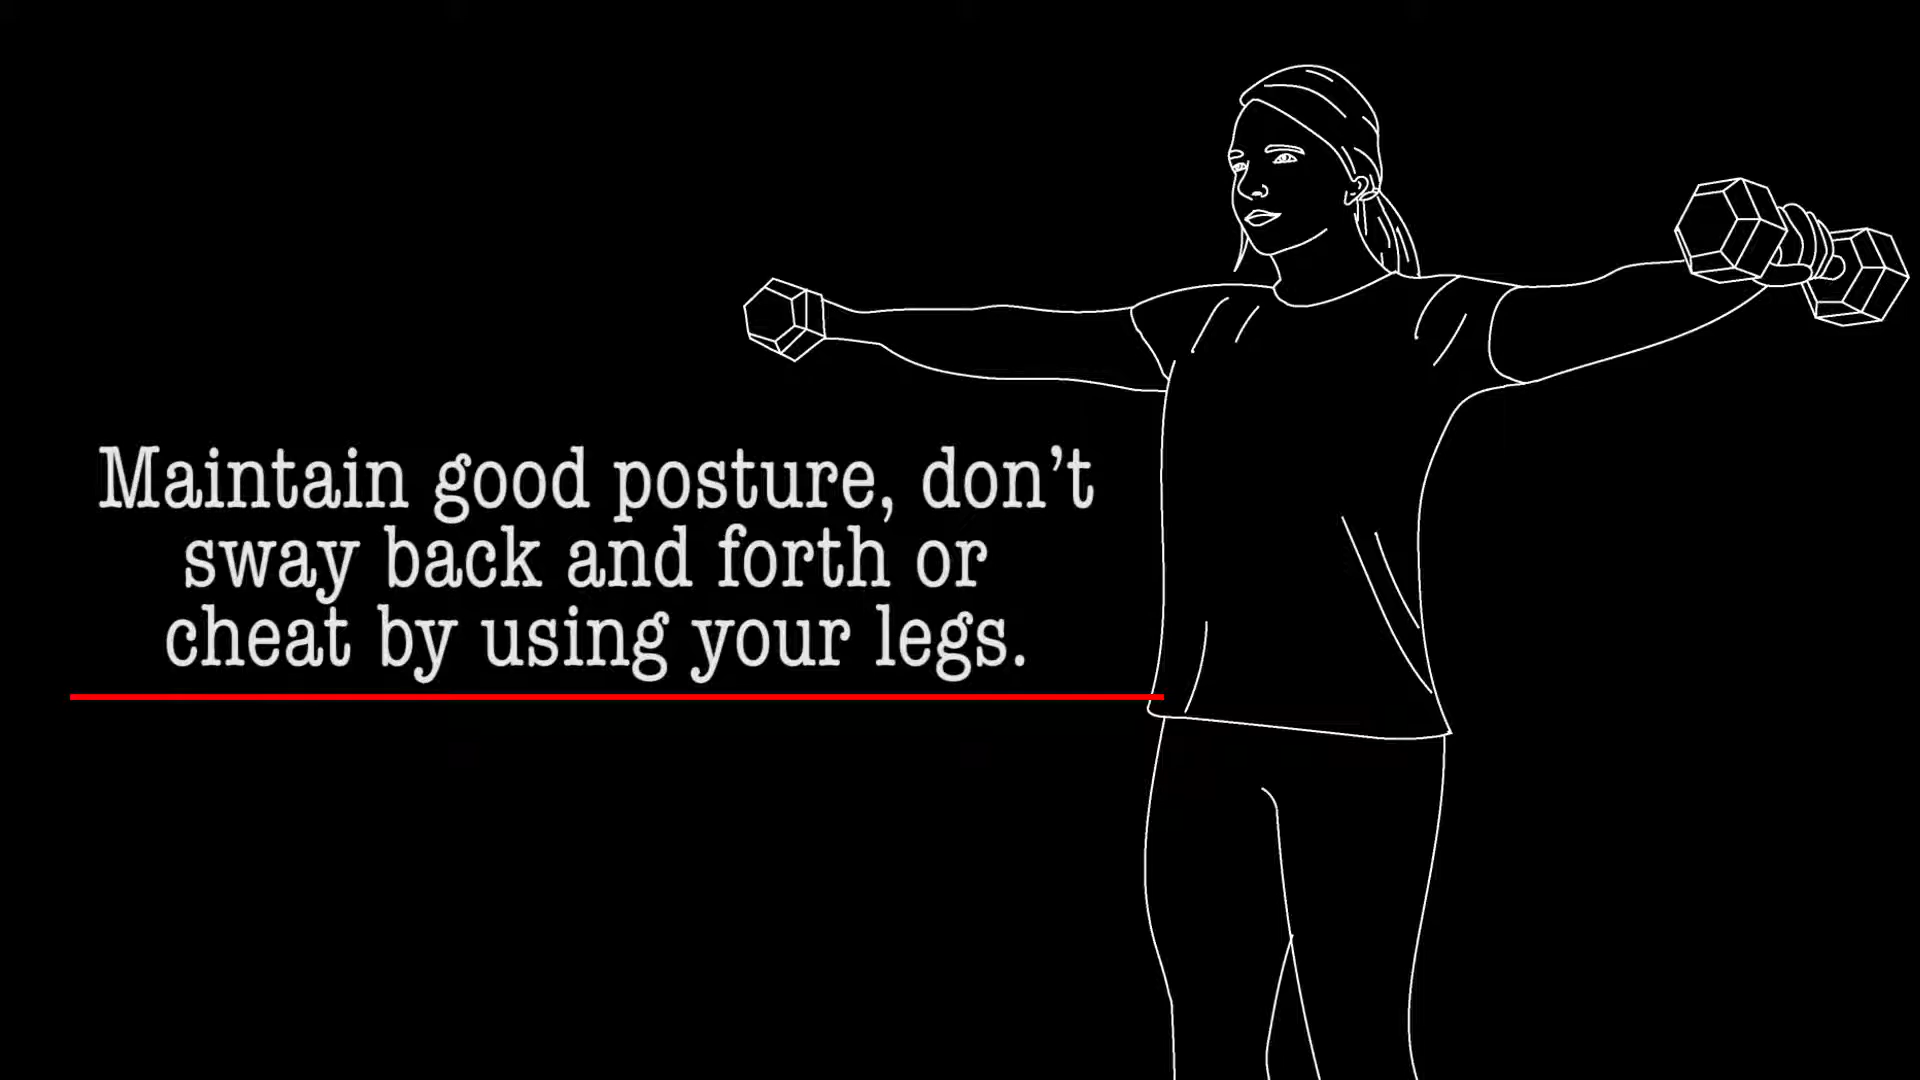 Maintain good posture, don’t
sway back and forth or
cheat by using your legs.